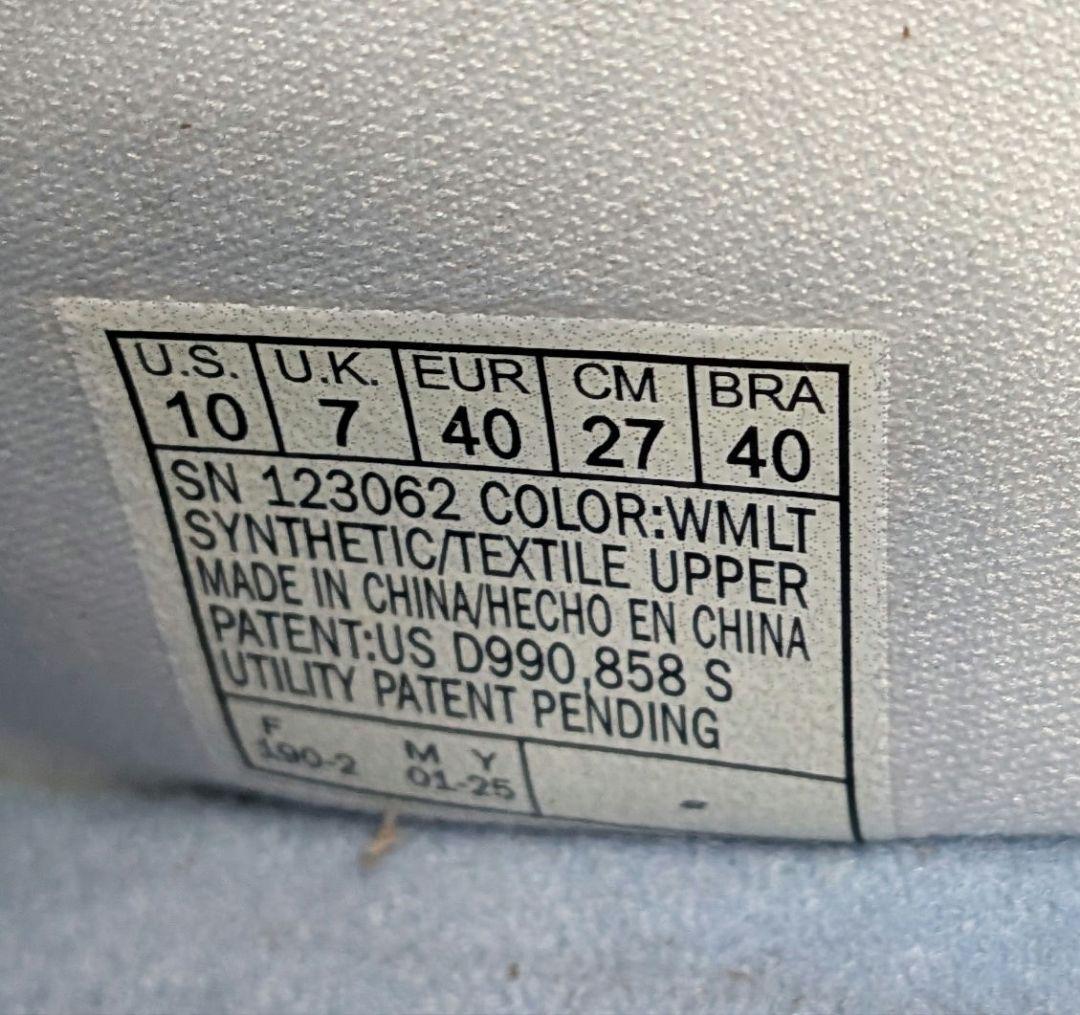 U.S. U.K. EUR CM BRA
10 7 40 27 40
SN 123062 COLOR:WMLT
SYNTHETIC/TEXTILE UPPER
MADE IN CHINA/HECHO EN CHINA
PATENT:US D990,858 S
UTILITY PATENT PENDING
F M Y
190-2 01-25 -